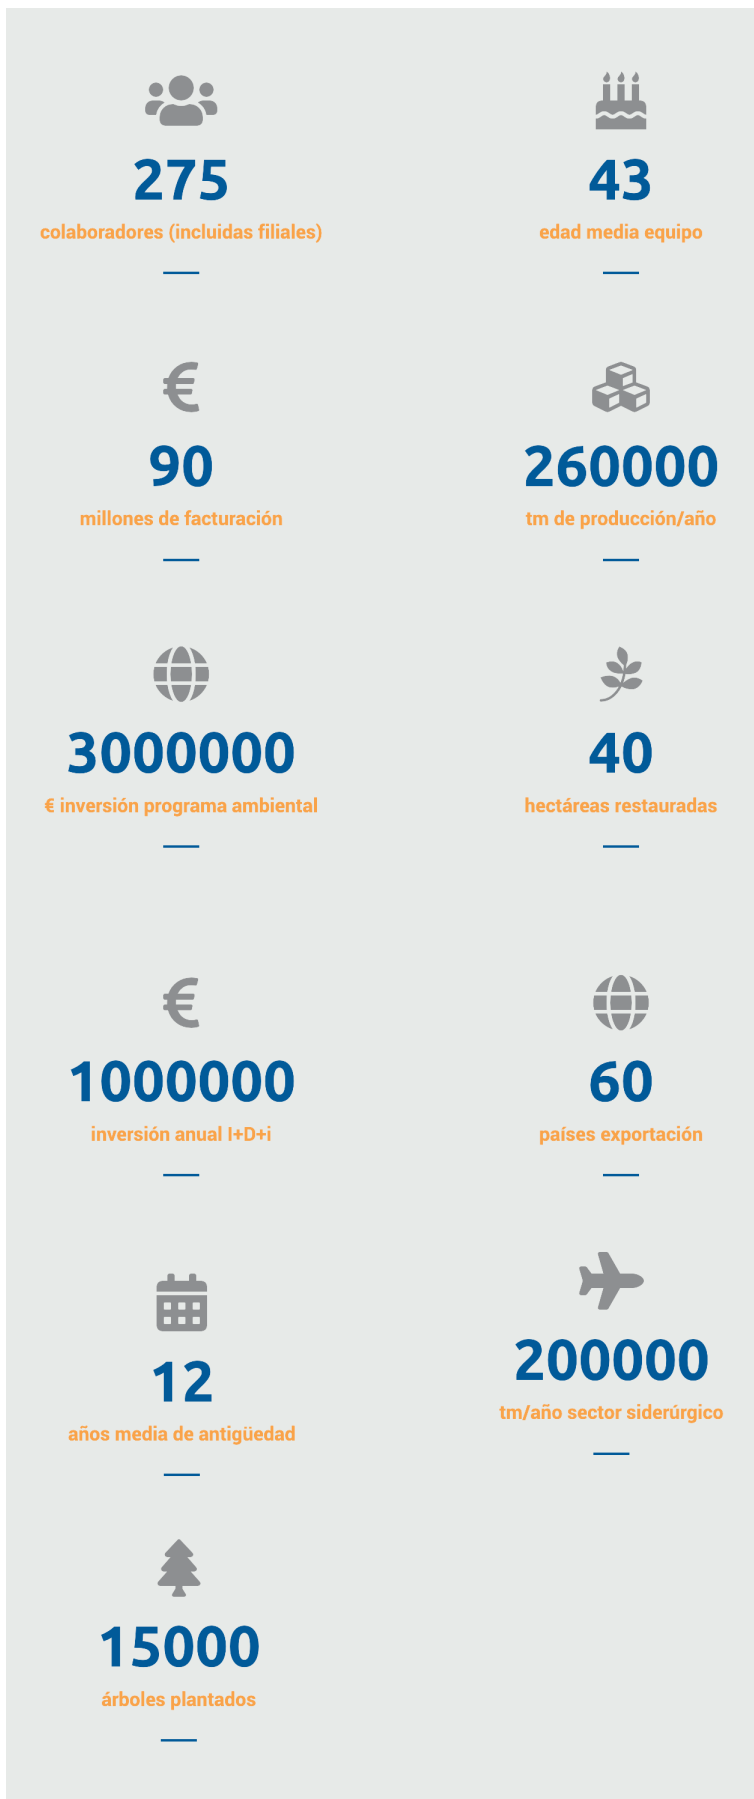 275
colaboradores (incluidas filiales)
43
edad media equipo
€
90
millones de facturación
260000
tm de producción/año
3000000
€ inversión programa ambiental
40
hectáreas restauradas
€
1000000
inversión anual I+D+i
60
países exportación
12
años media de antigüedad
200000
tm/año sector siderúrgico
15000
árboles plantados